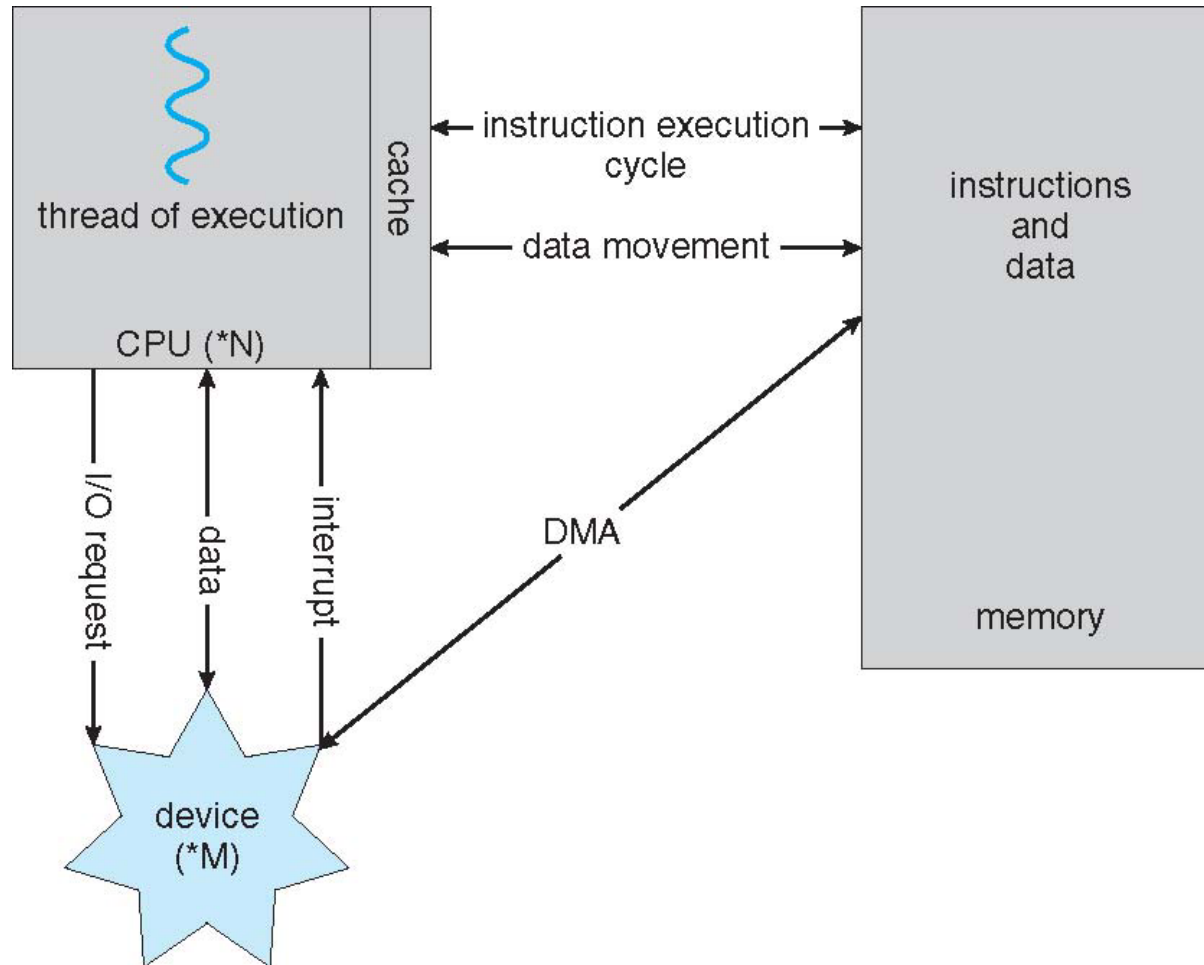 thread of execution
cache
CPU (*N)
instruction execution
cycle
data movement
instructions
and
data
memory
I/O request
data
interrupt
DMA
device
(*M)